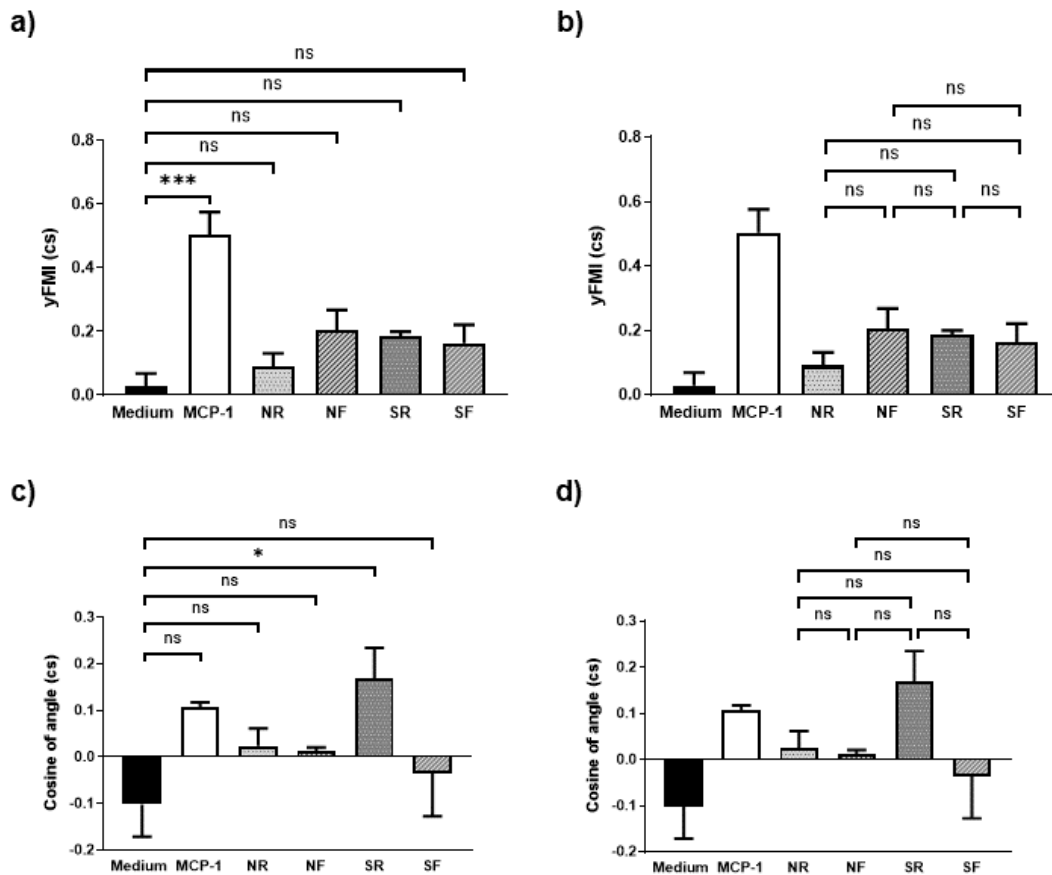 a)
ns
ns
ns
ns
***
yFMI (cs)
0.8
0.6
0.4
0.2
0.0
Medium MCP-1 NR NF SR SF
b)
ns
ns
ns
ns ns ns
yFMI (cs)
0.8
0.6
0.4
0.2
0.0
Medium MCP-1 NR NF SR SF
c)
ns
*
ns
ns
ns
Cosine of angle (cs)
0.3
0.2
0.1
0.0
-0.1
-0.2
Medium MCP-1 NR NF SR SF
d)
ns
ns
ns
ns ns ns
Cosine of angle (cs)
0.3
0.2
0.1
0.0
-0.1
-0.2
Medium MCP-1 NR NF SR SF